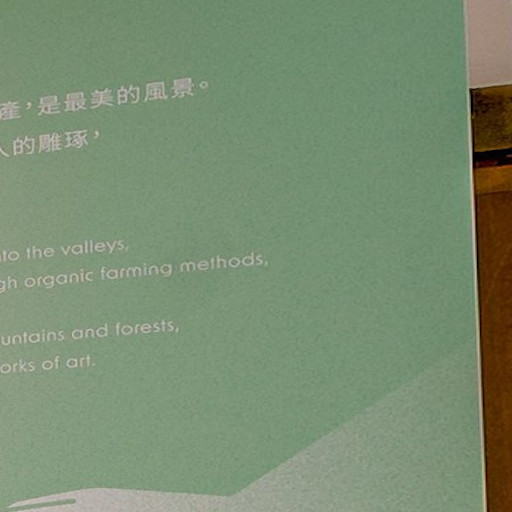 產，是最美的風景。
人的雕琢，
to the valleys,
gh organic farming methods,
untains and forests,
orks of art.